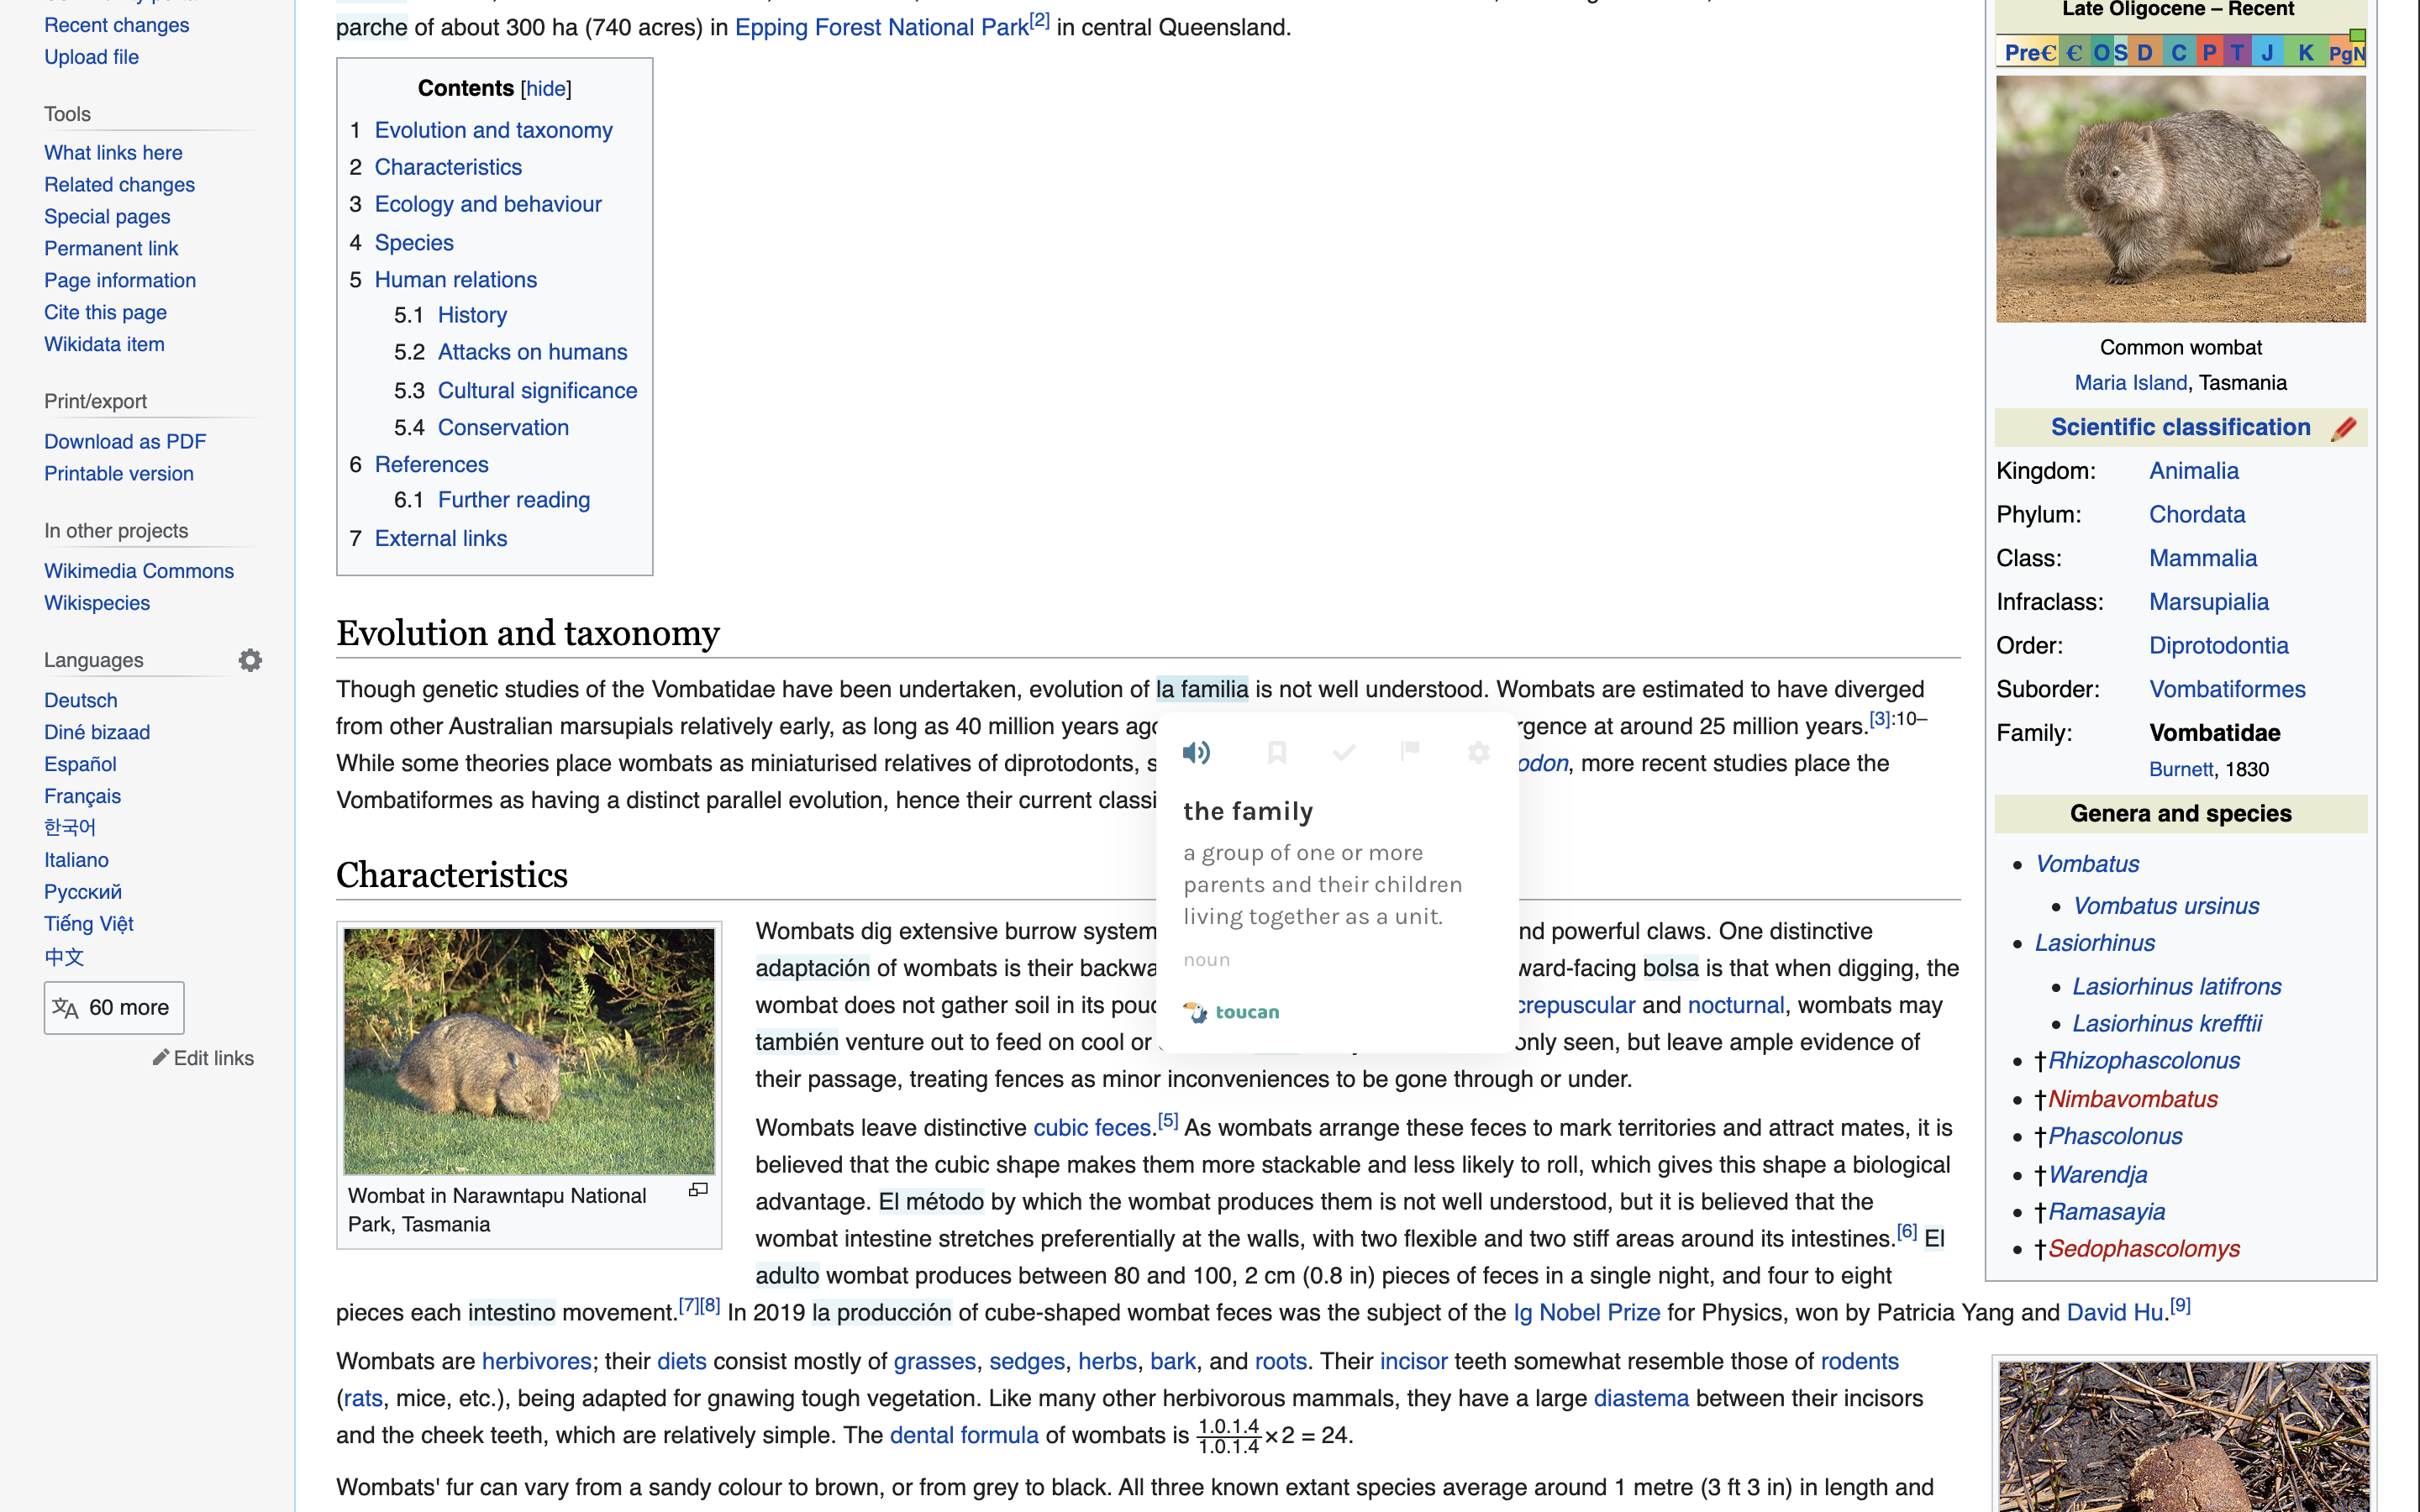 Recent changes
Upload file
Tools
What links here
Related changes
Special pages
Permanent link
Page information
Cite this page
Wikidata item
Print/export
Download as PDF
Printable version
In other projects
Wikimedia Commons
Wikispecies
Languages
Deutsch
Diné bizaad
Español
Français
한국어
Italiano
Русский
Tiếng Việt
中文
60 more
Edit links
parche of about 300 ha (740 acres) in Epping Forest National Park[2] in central Queensland.
Contents [hide]
1 Evolution and taxonomy
2 Characteristics
3 Ecology and behaviour
4 Species
5 Human relations
5.1 History
5.2 Attacks on humans
5.3 Cultural significance
5.4 Conservation
6 References
6.1 Further reading
7 External links
Evolution and taxonomy
Though genetic studies of the Vombatidae have been undertaken, evolution of la familia is not well understood. Wombats are estimated to have diverged
from other Australian marsupials relatively early, as long as 40 million years ago rgence at around 25 million years.[3]:10–
While some theories place wombats as miniaturised relatives of diprotodonts, s odon, more recent studies place the
Vombatiformes as having a distinct parallel evolution, hence their current classi
the family
a group of one or more
parents and their children
living together as a unit.
noun
toucan
Characteristics
Wombats dig extensive burrow system nd powerful claws. One distinctive
adaptación of wombats is their backwa ward-facing bolsa is that when digging, the
wombat does not gather soil in its pouc crepuscular and nocturnal, wombats may
también venture out to feed on cool or only seen, but leave ample evidence of
their passage, treating fences as minor inconveniences to be gone through or under.
Wombat in Narawntapu National
Park, Tasmania
Wombats leave distinctive cubic feces.[5] As wombats arrange these feces to mark territories and attract mates, it is
believed that the cubic shape makes them more stackable and less likely to roll, which gives this shape a biological
advantage. El método by which the wombat produces them is not well understood, but it is believed that the
wombat intestine stretches preferentially at the walls, with two flexible and two stiff areas around its intestines.[6] El
adulto wombat produces between 80 and 100, 2 cm (0.8 in) pieces of feces in a single night, and four to eight
pieces each intestino movement.[7][8] In 2019 la producción of cube-shaped wombat feces was the subject of the Ig Nobel Prize for Physics, won by Patricia Yang and David Hu.[9]
Wombats are herbivores; their diets consist mostly of grasses, sedges, herbs, bark, and roots. Their incisor teeth somewhat resemble those of rodents
(rats, mice, etc.), being adapted for gnawing tough vegetation. Like many other herbivorous mammals, they have a large diastema between their incisors
and the cheek teeth, which are relatively simple. The dental formula of wombats is 1.0.1.4/1.0.1.4 × 2 = 24.
Wombats' fur can vary from a sandy colour to brown, or from grey to black. All three known extant species average around 1 metre (3 ft 3 in) in length and
Late Oligocene – Recent
PreꞒ Ꞓ O S D C P T J K Pg N
Common wombat
Maria Island, Tasmania
Scientific classification
Kingdom: Animalia
Phylum: Chordata
Class: Mammalia
Infraclass: Marsupialia
Order: Diprotodontia
Suborder: Vombatiformes
Family: Vombatidae
Burnett, 1830
Genera and species
• Vombatus
• Vombatus ursinus
• Lasiorhinus
• Lasiorhinus latifrons
• Lasiorhinus krefftii
• †Rhizophascolonus
• †Nimbavombatus
• †Phascolonus
• †Warendja
• †Ramasayia
• †Sedophascolomys